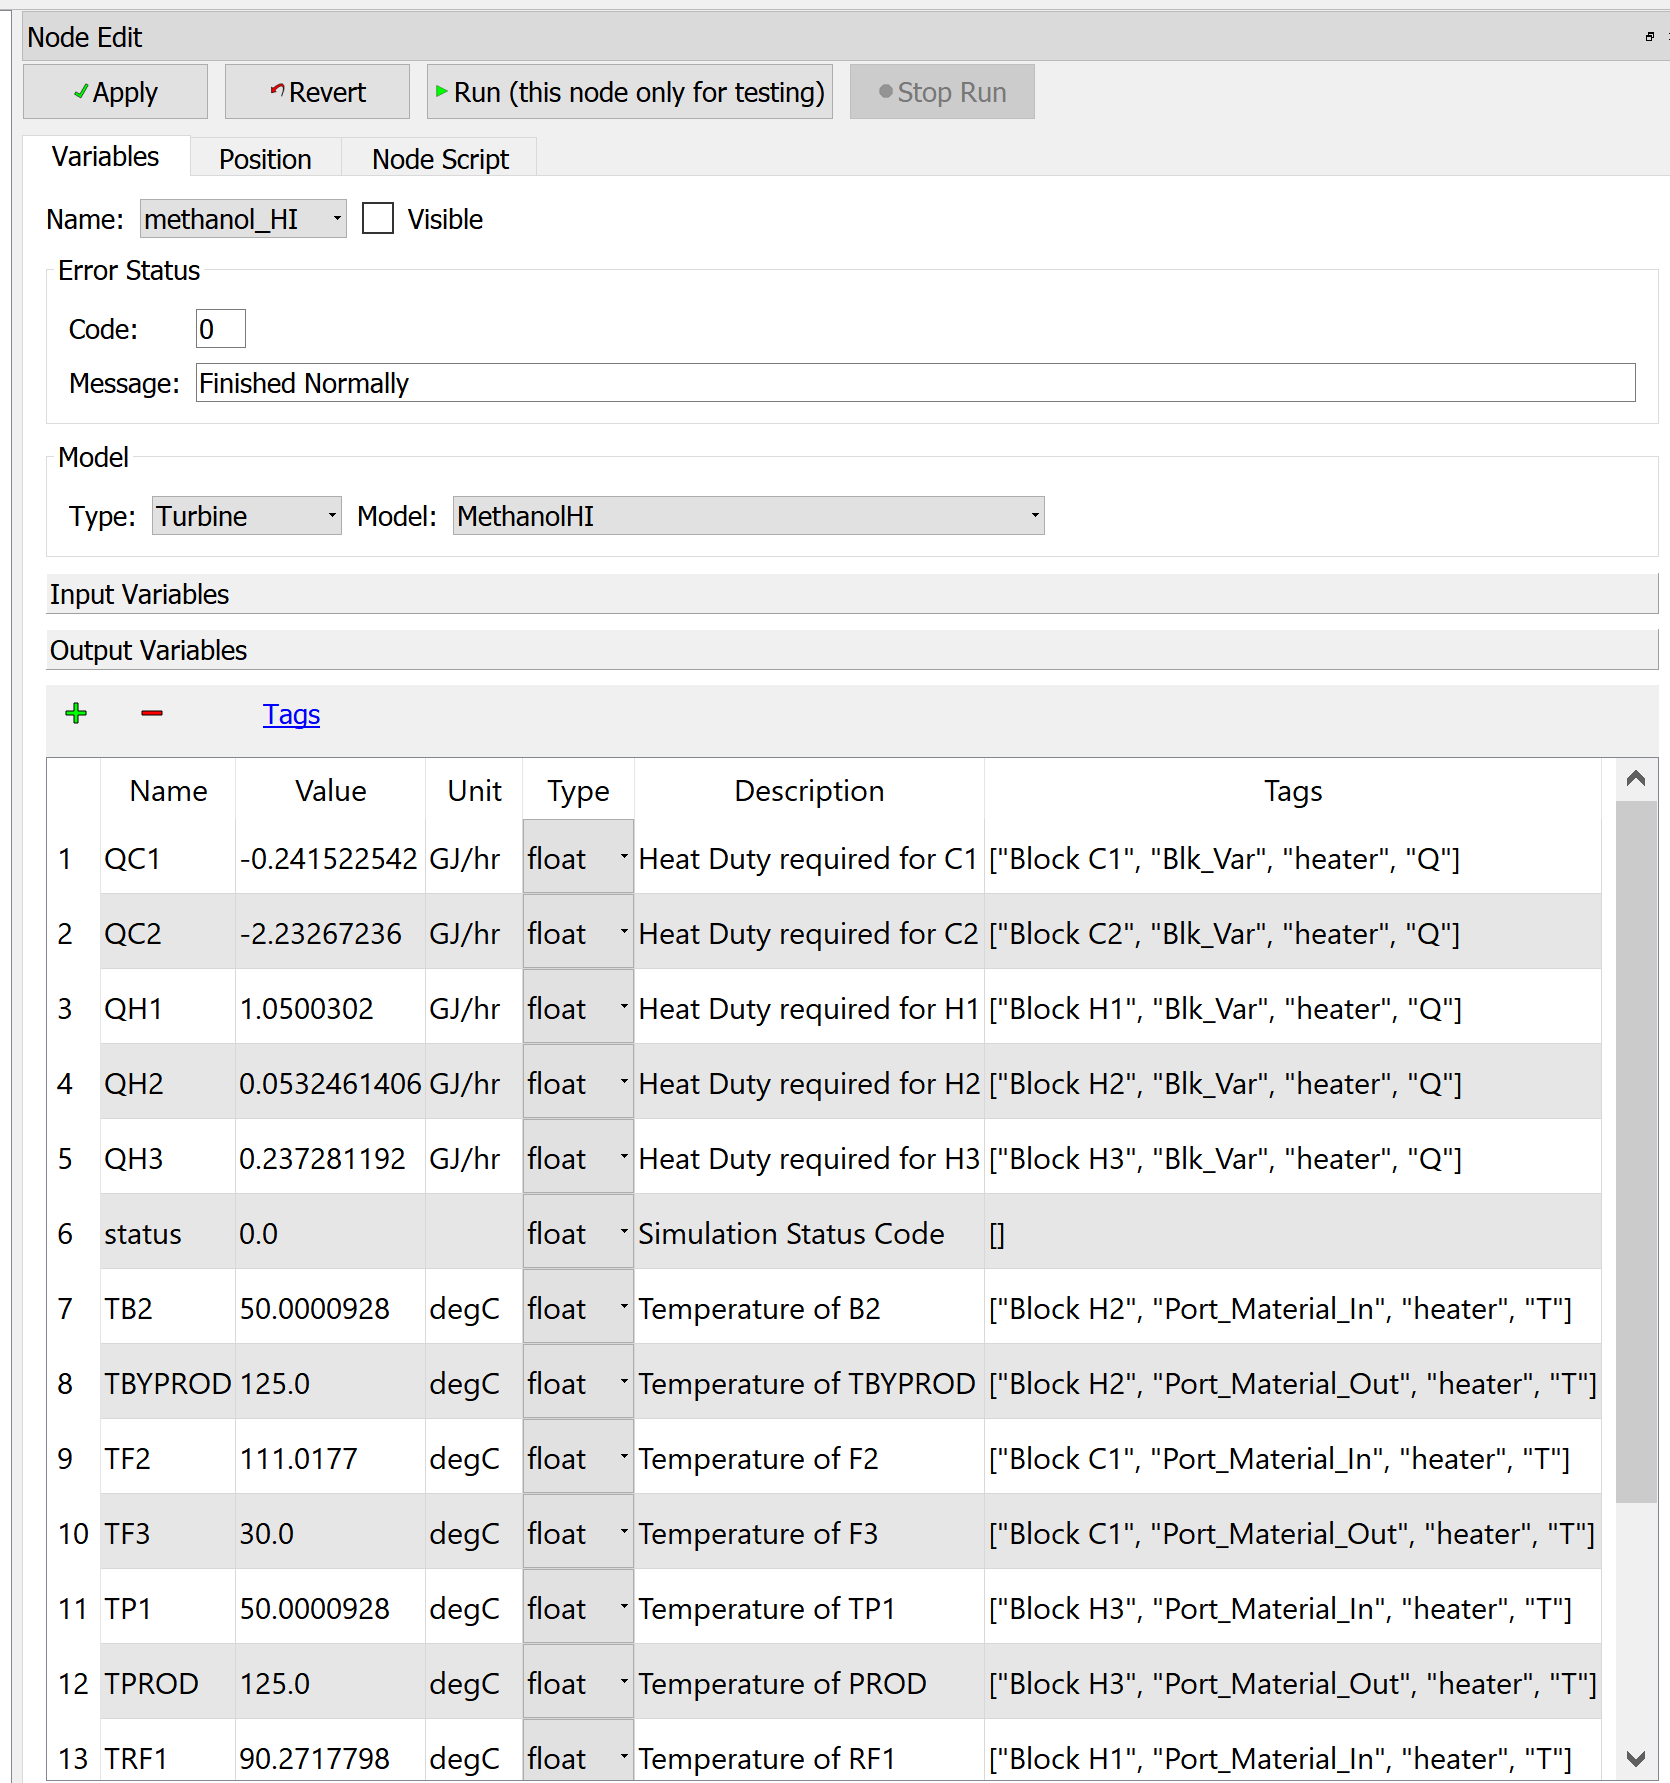 Node Edit
Apply Revert Run (this node only for testing) Stop Run
Variables Position Node Script
Name: methanol_HI Visible
Error Status
Code: 0
Message: Finished Normally
Model
Type: Turbine Model: MethanolHI
Input Variables
Output Variables
Tags
Name Value Unit Type Description Tags
1 QC1 -0.241522542 GJ/hr float Heat Duty required for C1 ["Block C1", "Blk_Var", "heater", "Q"]
2 QC2 -2.23267236 GJ/hr float Heat Duty required for C2 ["Block C2", "Blk_Var", "heater", "Q"]
3 QH1 1.0500302 GJ/hr float Heat Duty required for H1 ["Block H1", "Blk_Var", "heater", "Q"]
4 QH2 0.0532461406 GJ/hr float Heat Duty required for H2 ["Block H2", "Blk_Var", "heater", "Q"]
5 QH3 0.237281192 GJ/hr float Heat Duty required for H3 ["Block H3", "Blk_Var", "heater", "Q"]
6 status 0.0 float Simulation Status Code []
7 TB2 50.0000928 degC float Temperature of B2 ["Block H2", "Port_Material_In", "heater", "T"]
8 TBYPROD 125.0 degC float Temperature of TBYPROD ["Block H2", "Port_Material_Out", "heater", "T"]
9 TF2 111.0177 degC float Temperature of F2 ["Block C1", "Port_Material_In", "heater", "T"]
10 TF3 30.0 degC float Temperature of F3 ["Block C1", "Port_Material_Out", "heater", "T"]
11 TP1 50.0000928 degC float Temperature of TP1 ["Block H3", "Port_Material_In", "heater", "T"]
12 TPROD 125.0 degC float Temperature of PROD ["Block H3", "Port_Material_Out", "heater", "T"]
13 TRF1 90.2717798 degC float Temperature of RF1 ["Block H1", "Port_Material_In", "heater", "T"]